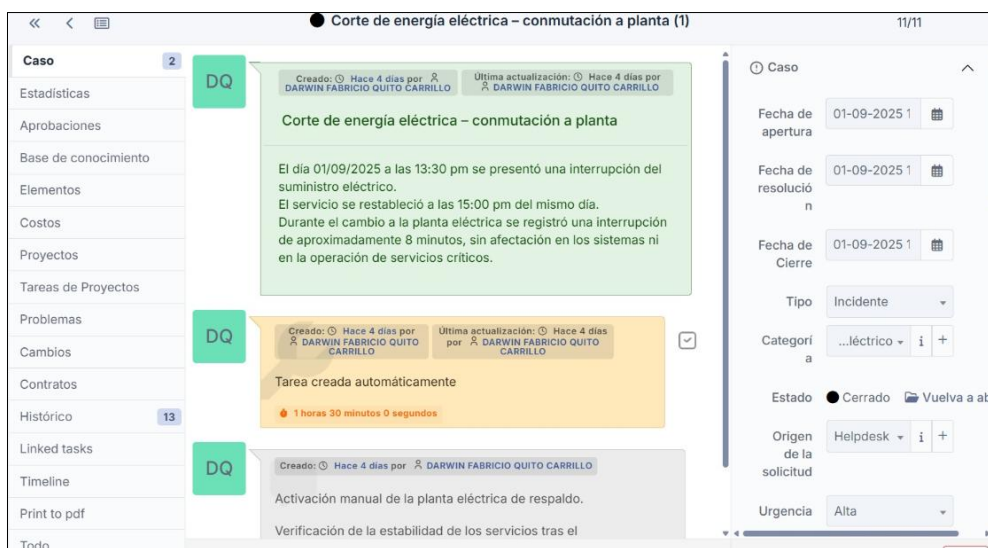 Corte de energía eléctrica – conmutación a planta (1)
11/11
Caso 2
Estadísticas
Aprobaciones
Base de conocimiento
Elementos
Costos
Proyectos
Tareas de Proyectos
Problemas
Cambios
Contratos
Histórico 13
Linked tasks
Timeline
Print to pdf
Todo
DQ
Creado: Hace 4 días por
DARWIN FABRICIO QUITO CARRILLO
Última actualización: Hace 4 días por
DARWIN FABRICIO QUITO CARRILLO
Corte de energía eléctrica – conmutación a planta
El día 01/09/2025 a las 13:30 pm se presentó una interrupción del
suministro eléctrico.
El servicio se restableció a las 15:00 pm del mismo día.
Durante el cambio a la planta eléctrica se registró una interrupción
de aproximadamente 8 minutos, sin afectación en los sistemas ni
en la operación de servicios críticos.
DQ
Creado: Hace 4 días por
DARWIN FABRICIO QUITO
CARRILLO
Última actualización: Hace 4 días
por DARWIN FABRICIO QUITO
CARRILLO
Tarea creada automáticamente
1 horas 30 minutos 0 segundos
DQ
Creado: Hace 4 días por DARWIN FABRICIO QUITO CARRILLO
Activación manual de la planta eléctrica de respaldo.
Verificación de la estabilidad de los servicios tras el
Caso
Fecha de
apertura
01-09-2025 1
Fecha de
resolució
n
01-09-2025 1
Fecha de
Cierre
01-09-2025 1
Tipo
Incidente
Categorí
a
...léctrico
i +
Estado
Cerrado
Vuelva a ab
Origen
de la
solicitud
Helpdesk
i +
Urgencia
Alta